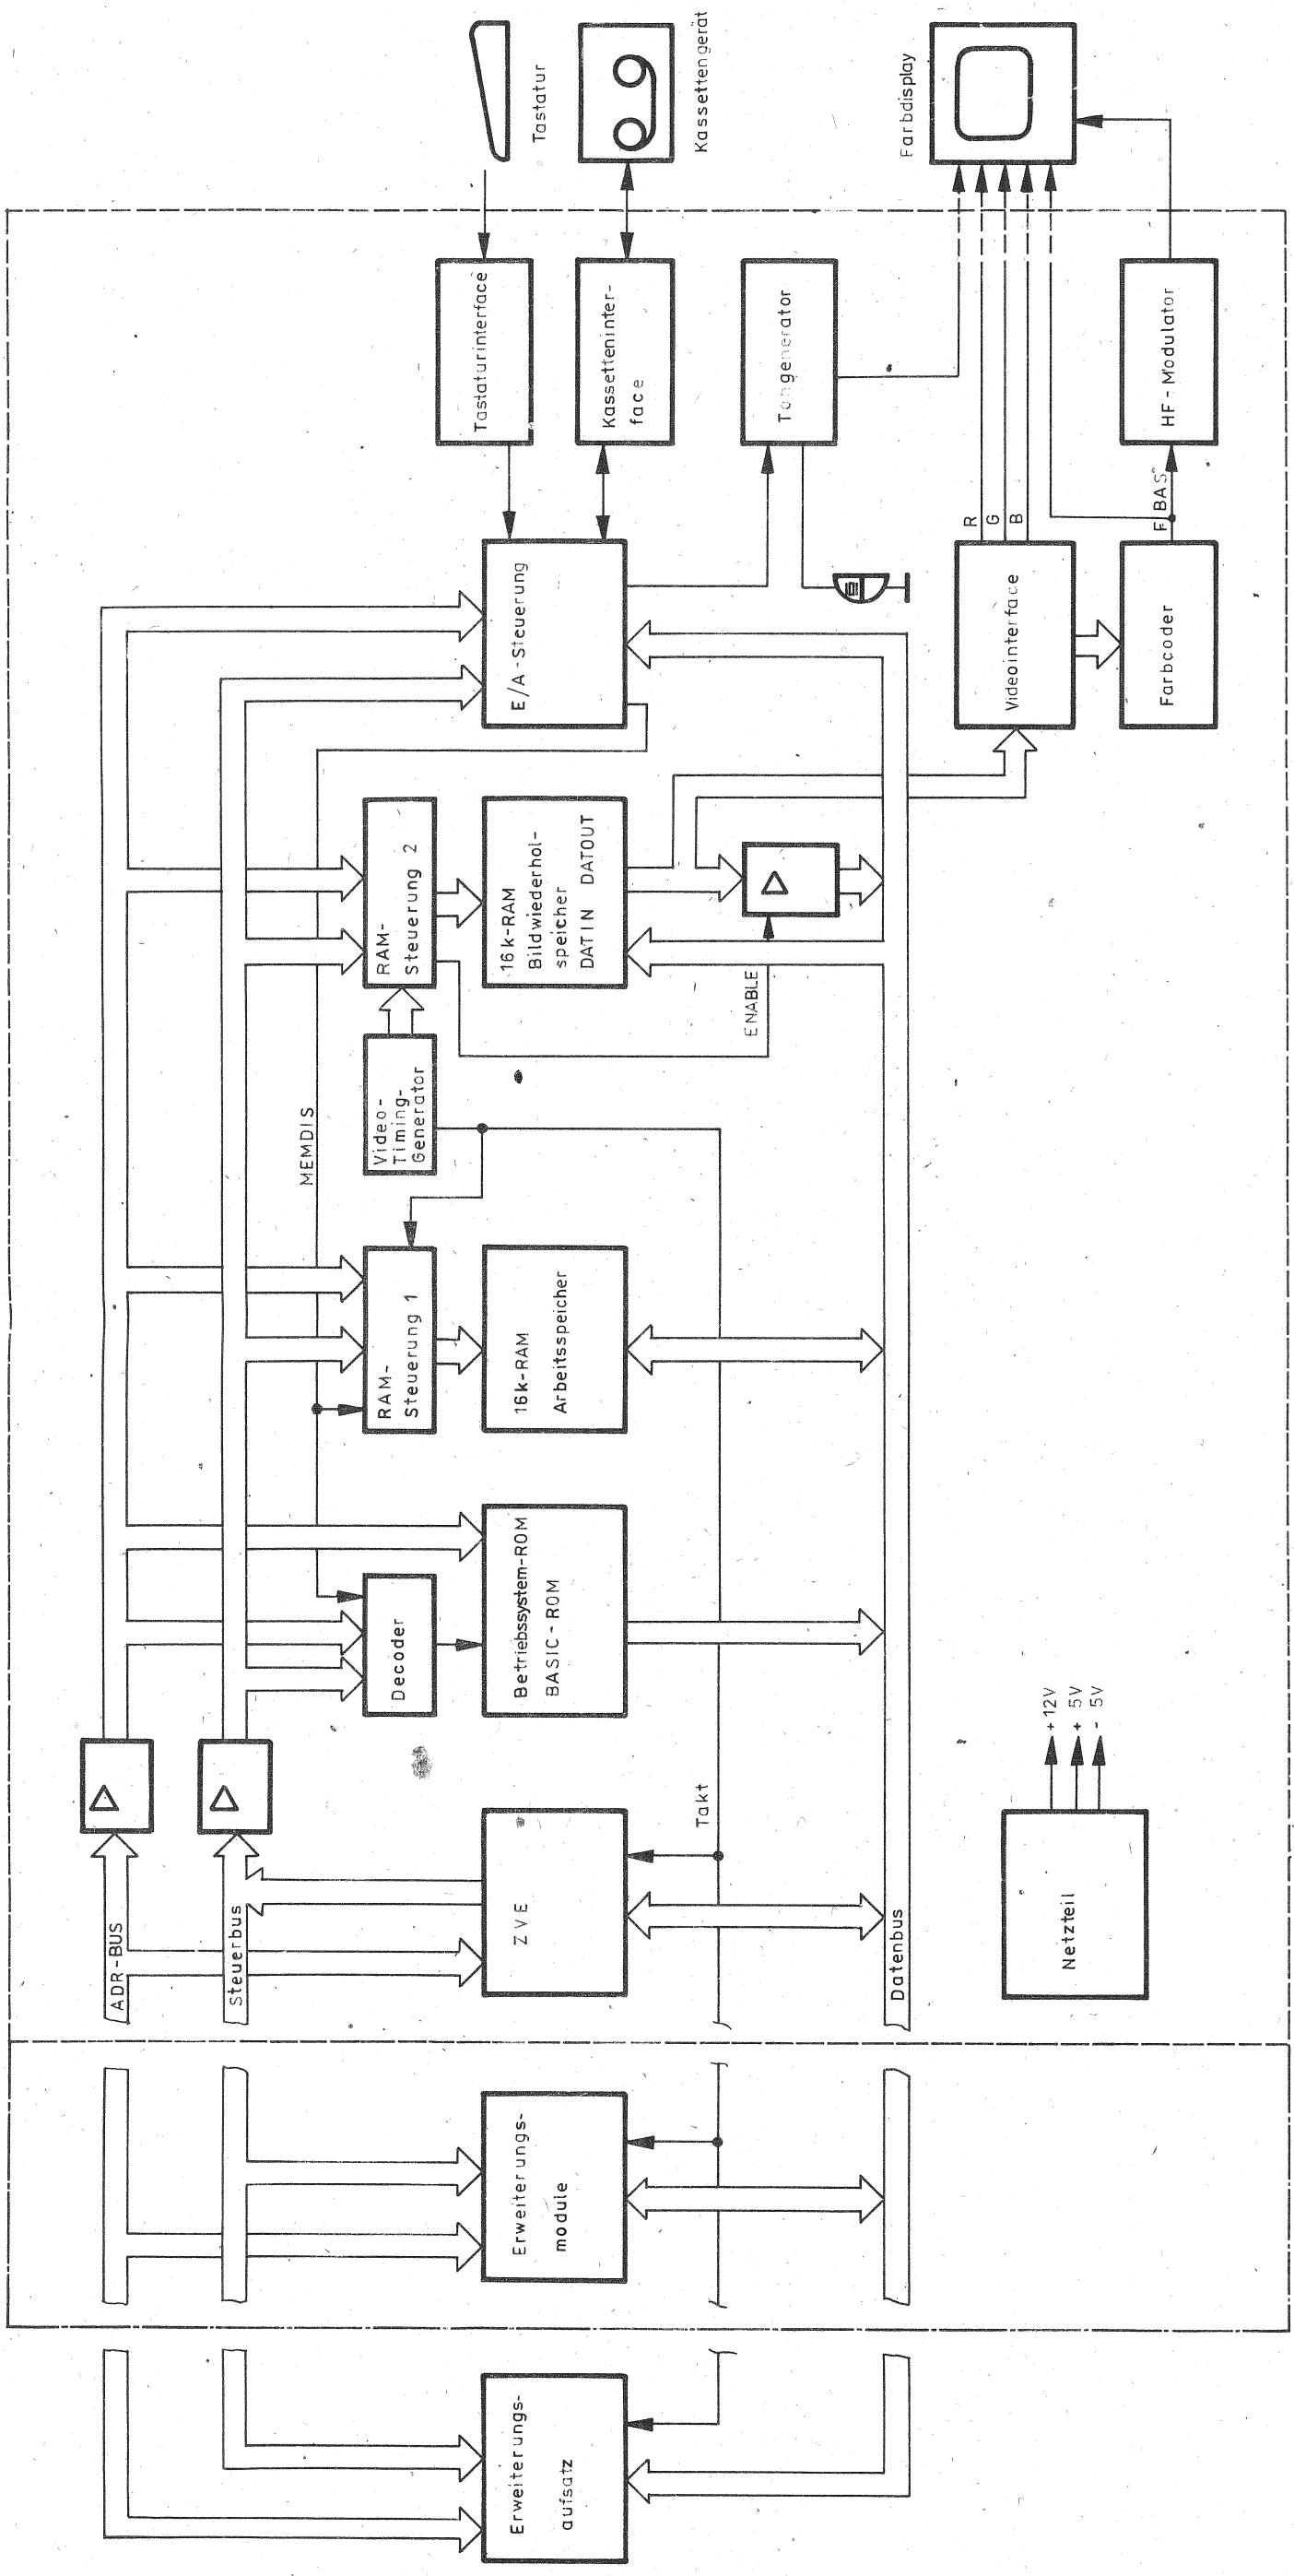 Tastatur
Kassettengerät
Farbdisplay
Tastaturinterface
Kasseteninter-
face
Tongenerator
HF-Modulator
R
G
B
FBAS
E/A-Steuerung
Videointerface
Farbcoder
RAM-
Steuerung 2
16k-RAM
Bildwiederhol-
speicher
DATIN DATOUT
ENABLE
Video-
Timing-
Generator
MEMDIS
RAM-
Steuerung 1
16k-RAM
Arbeitsspeicher
Decoder
Betriebssystem-ROM
BASIC-ROM
+12V
+ 5V
- 5V
Netzteil
Takt
ADR-BUS
Steuerbus
ZVE
Datenbus
Erweiterungs-
module
Erweiterungs-
aufsatz